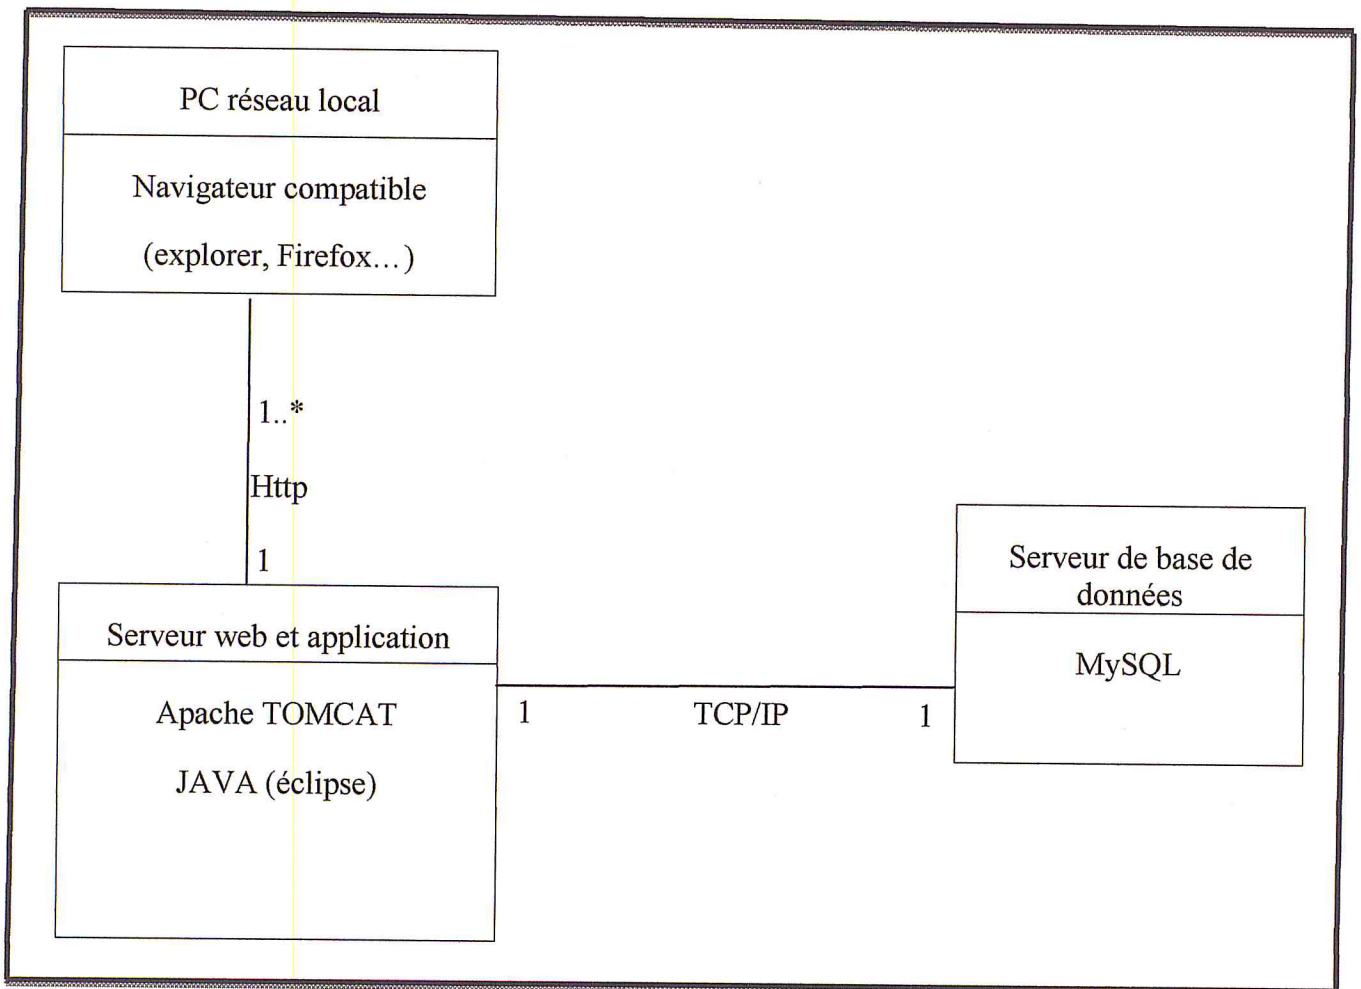 PC réseau local
Navigateur compatible
(explorer, Firefox…)
1..*
Http
1
Serveur web et application
Apache TOMCAT
JAVA (éclipse)
1
TCP/IP
1
Serveur de base de
données
MySQL